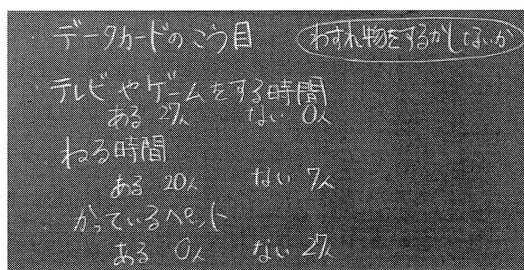 ・データカードのこう目 わすれ物をするかしないか
・テレビやゲームをする時間
ある 27人 ない 0人
・ねる時間
ある 20人 ない 7人
・かっているペット
ある 0人 ない 27人